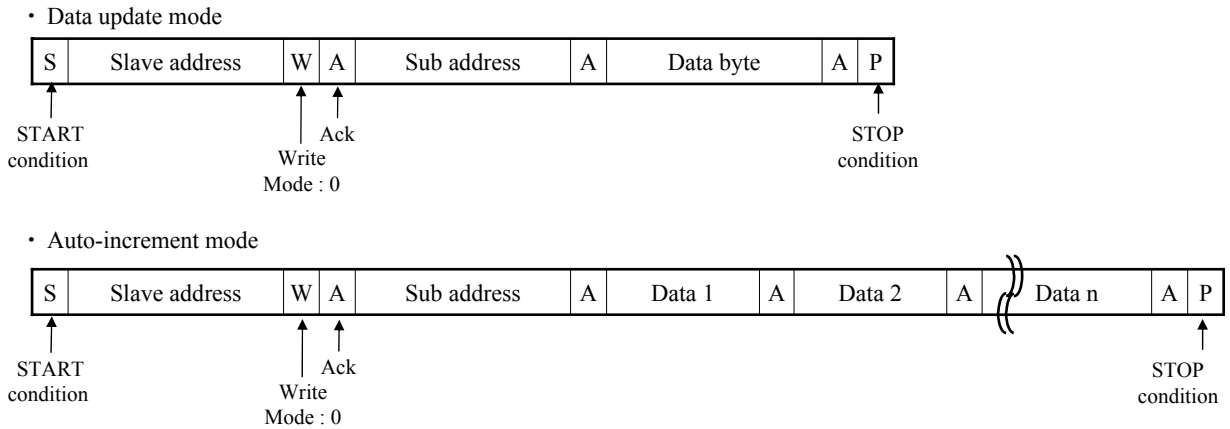 ・ Data update mode
S Slave address W A Sub address A Data byte A P
START
condition
Ack
Write
Mode : 0
STOP
condition
・ Auto-increment mode
S Slave address W A Sub address A Data 1 A Data 2 A Data n A P
START
condition
Ack
Write
Mode : 0
STOP
condition